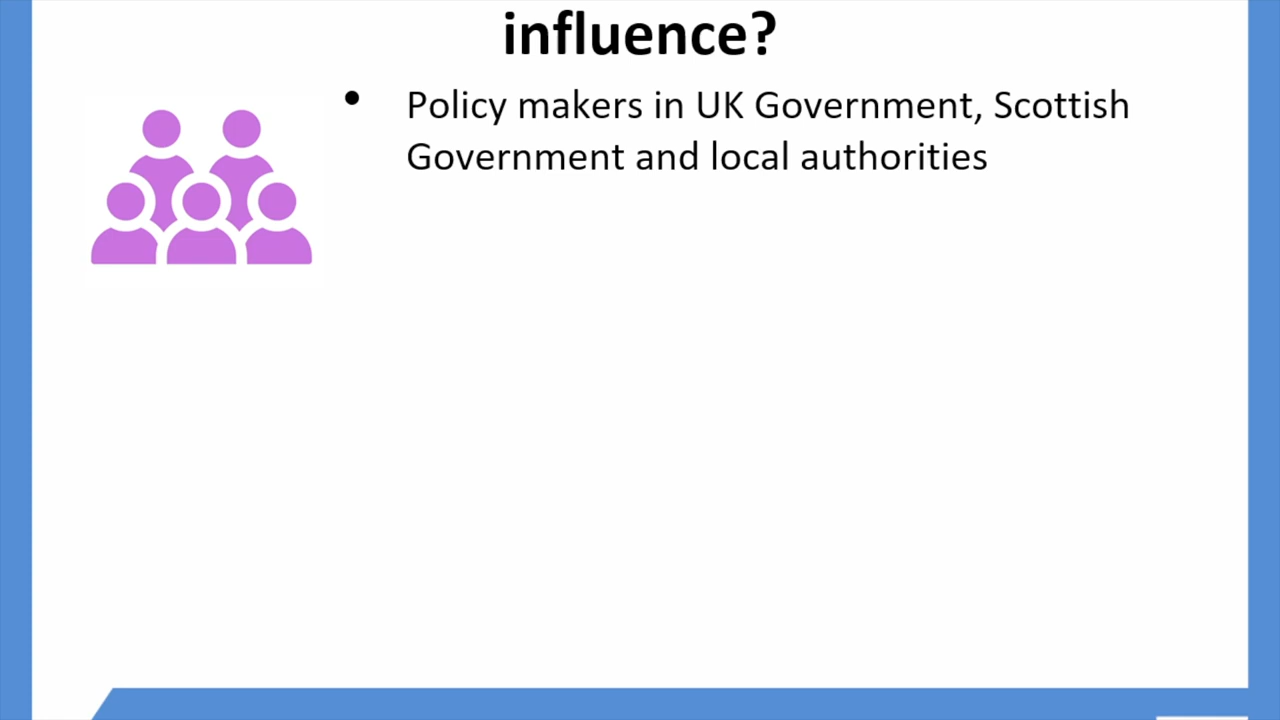 influence?
• Policy makers in UK Government, Scottish
Government and local authorities